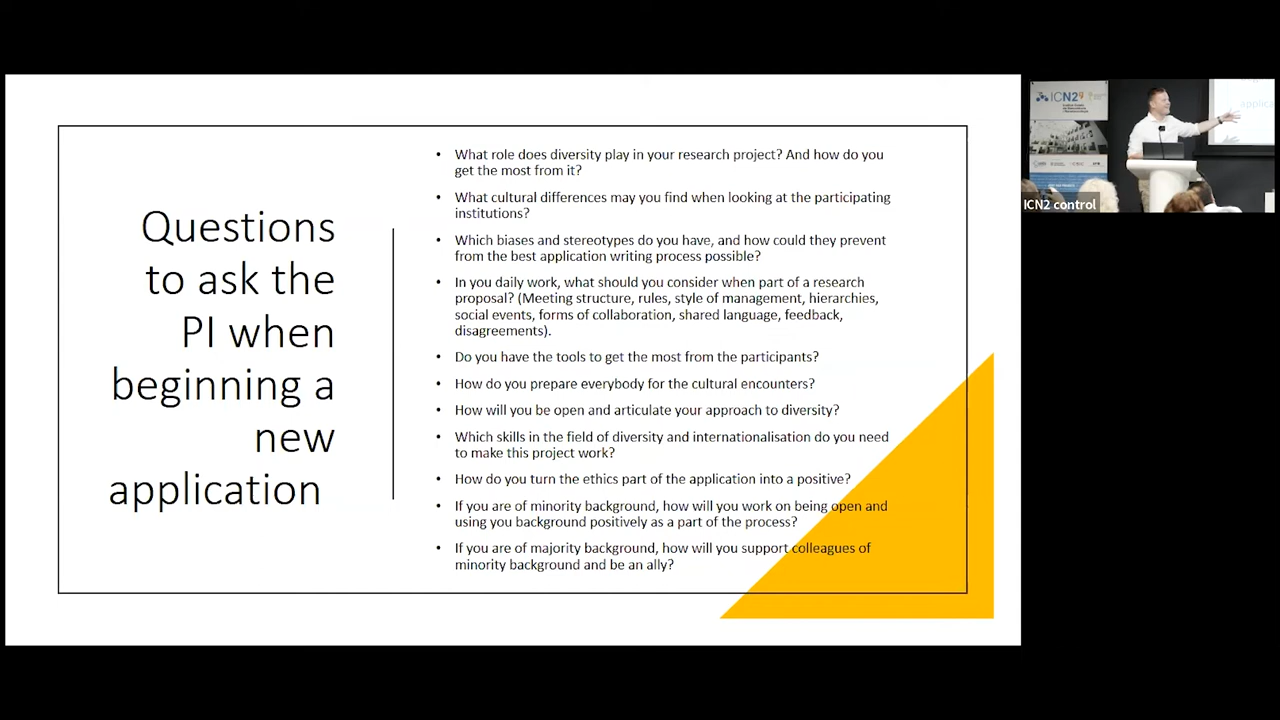 Questions
to ask the
PI when
beginning a
new
application
• What role does diversity play in your research project? And how do you
get the most from it?
• What cultural differences may you find when looking at the participating
institutions?
• Which biases and stereotypes do you have, and how could they prevent
from the best application writing process possible?
• In you daily work, what should you consider when part of a research
proposal? (Meeting structure, rules, style of management, hierarchies,
social events, forms of collaboration, shared language, feedback,
disagreements).
• Do you have the tools to get the most from the participants?
• How do you prepare everybody for the cultural encounters?
• How will you be open and articulate your approach to diversity?
• Which skills in the field of diversity and internationalisation do you need
to make this project work?
• How do you turn the ethics part of the application into a positive?
• If you are of minority background, how will you work on being open and
using you background positively as a part of the process?
• If you are of majority background, how will you support colleagues of
minority background and be an ally?
ICN2
applica
ICN2 control